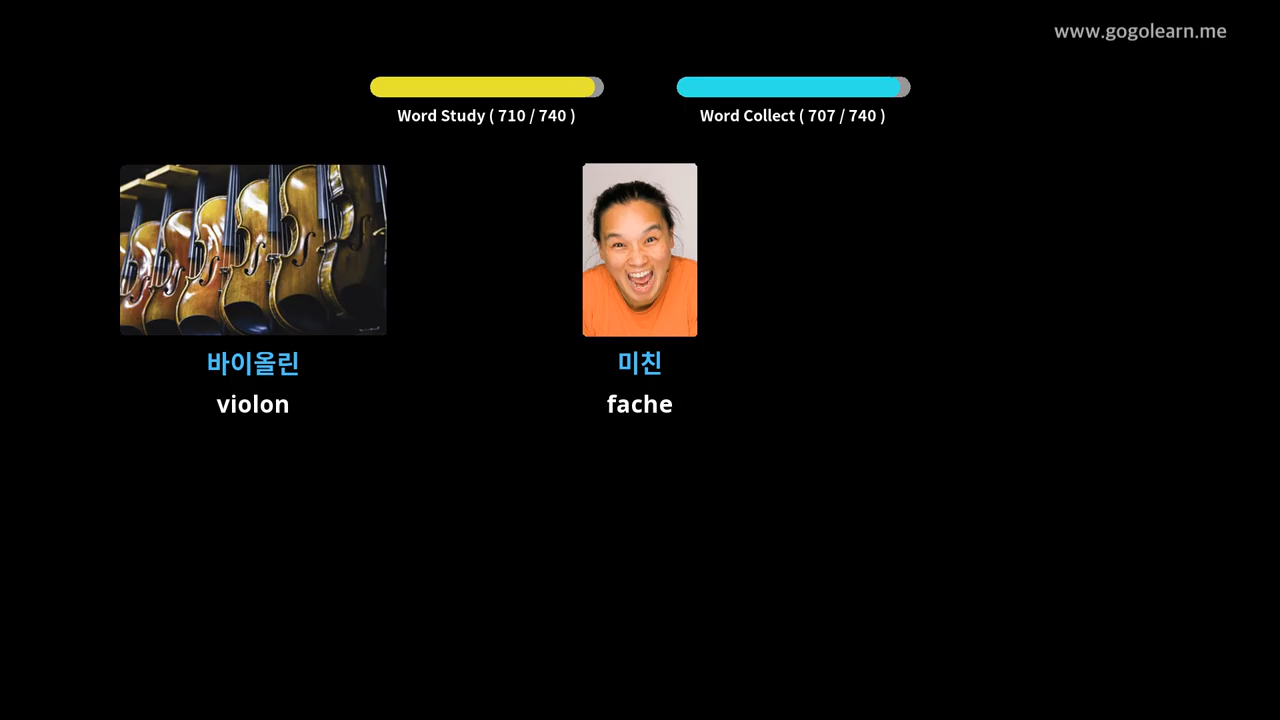 www.gogolearn.me
Word Study ( 710 / 740 )
Word Collect ( 707 / 740 )
바이올린
violon
미친
fache